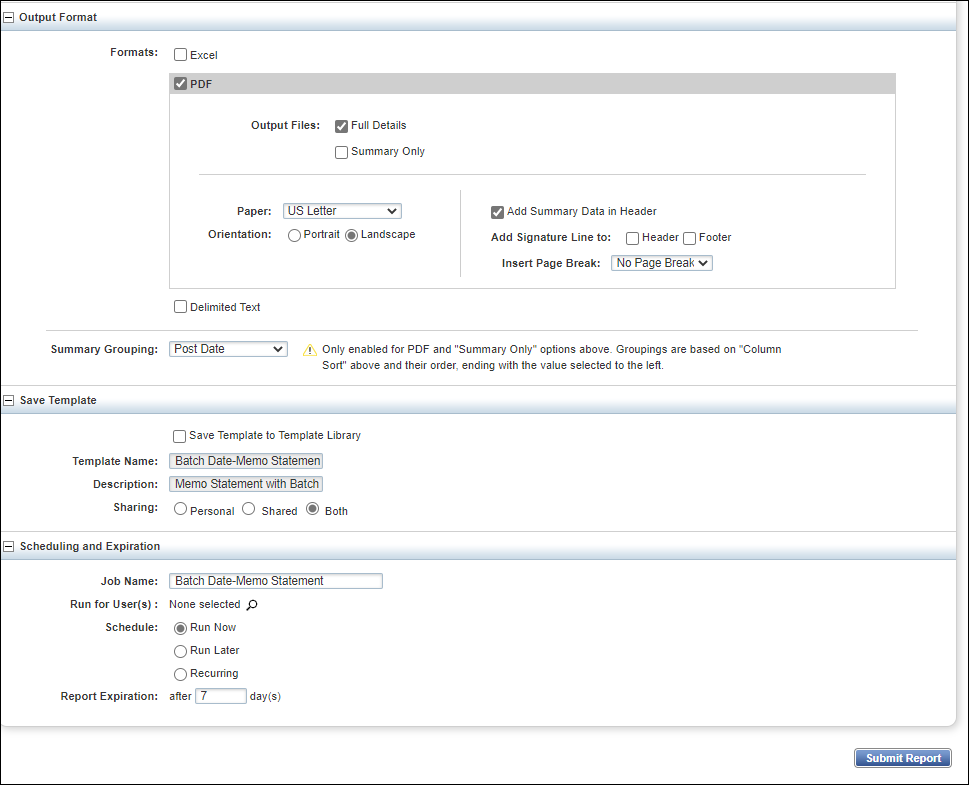 Output Format
Formats: Excel
PDF
Output Files: Full Details
Summary Only
Paper: US Letter
Orientation: Portrait Landscape
Add Summary Data in Header
Add Signature Line to: Header Footer
Insert Page Break: No Page Break
Delimited Text
Summary Grouping: Post Date
Only enabled for PDF and "Summary Only" options above. Groupings are based on "Column
Sort" above and their order, ending with the value selected to the left.
Save Template
Save Template to Template Library
Template Name: Batch Date-Memo Statemen
Description: Memo Statement with Batch
Sharing: Personal Shared Both
Scheduling and Expiration
Job Name: Batch Date-Memo Statement
Run for User(s) : None selected
Schedule: Run Now
Run Later
Recurring
Report Expiration: after 7 day(s)
Submit Report